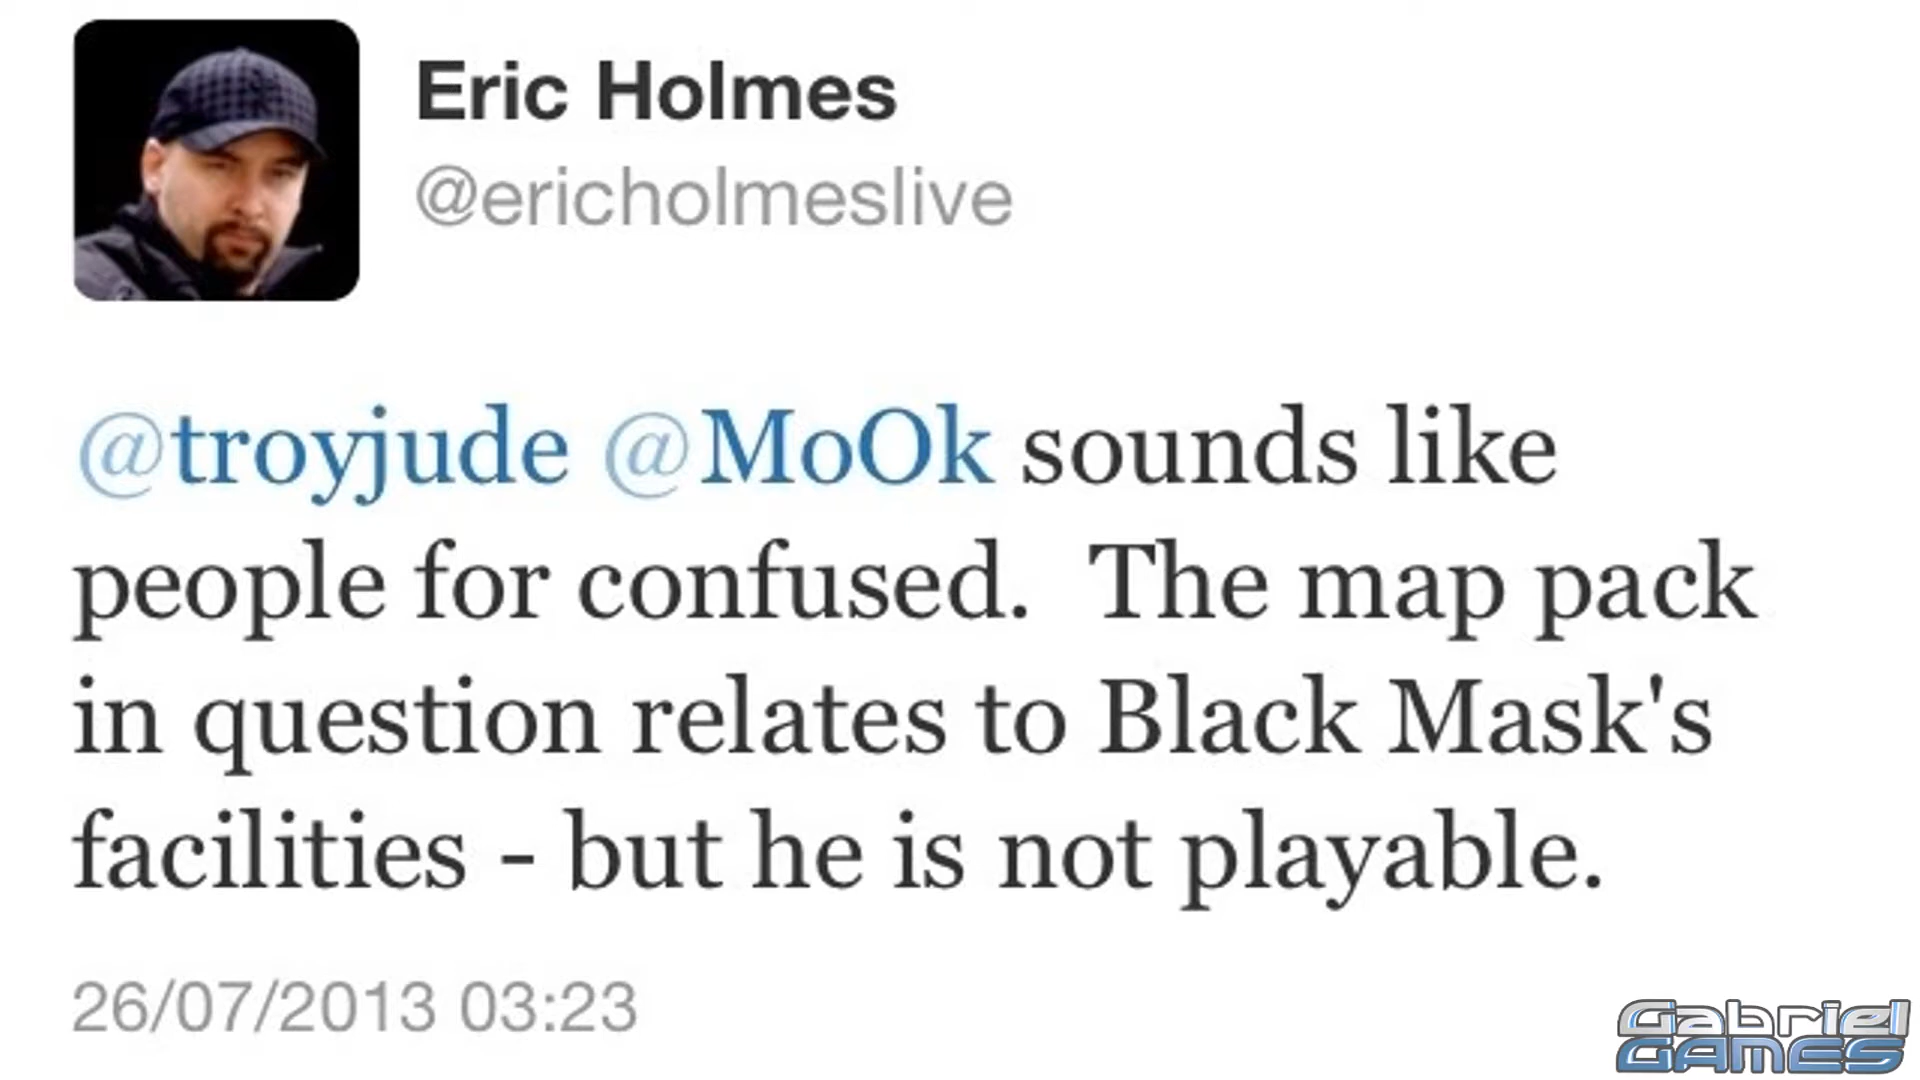 Eric Holmes
@ericholmeslive
@troyjude @MoOk sounds like
people for confused.  The map pack
in question relates to Black Mask's
facilities - but he is not playable.
26/07/2013 03:23
Gabriel
GAMES